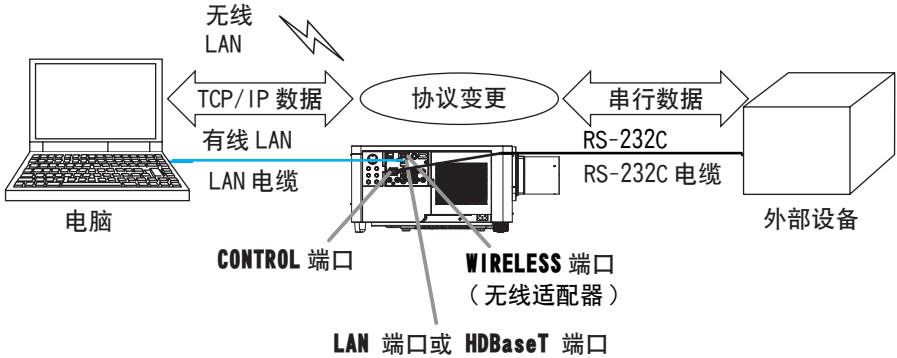 无线
LAN
TCP/IP 数据
协议变更
串行数据
有线 LAN
RS-232C
LAN 电缆
RS-232C 电缆
电脑
外部设备
CONTROL 端口
WIRELESS 端口
（无线适配器）
LAN 端口或 HDBaseT 端口